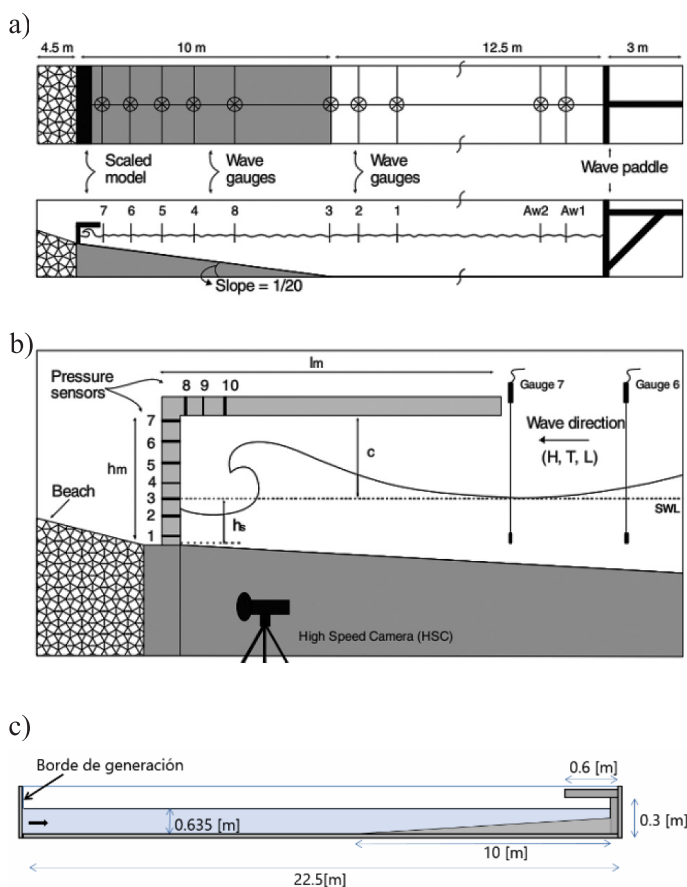 a)
4.5 m 10 m 12.5 m 3 m
Scaled model
Wave gauges
Wave gauges
Wave paddle
7 6 5 4 8 3 2 1 Aw2 Aw1
Slope = 1/20
b)
Pressure sensors
lm
8 9 10
Gauge 7
Gauge 6
7
6
5
4
3
2
1
hm
c
Wave direction
(H, T, L)
Beach
hs
SWL
High Speed Camera (HSC)
c)
Borde de generación
0.6 [m]
0.635 [m]
0.3 [m]
10 [m]
22.5[m]